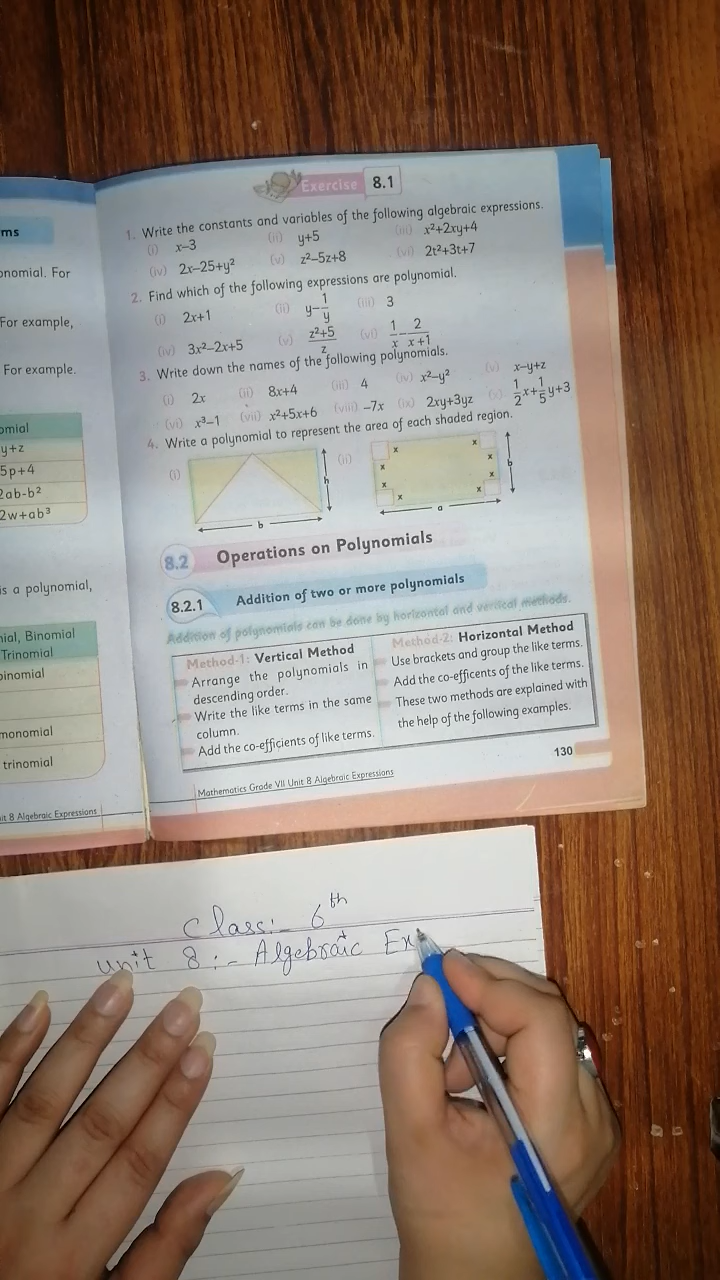 ms
onomial. For
For example,
For example.
omial
y+z
5p+4
2ab-b²
2w+ab³
is a polynomial,
nial, Binomial
Trinomial
binomial
monomial
trinomial
it 8 Algebraic Expressions
Exercise 8.1
1. Write the constants and variables of the following algebraic expressions.
(i) x–3 (ii) y+5 (iii) x²+2xy+4
(iv) 2x–25+y² (v) z²–5z+8 (vi) 2t²+3t+7
2. Find which of the following expressions are polynomial.
(i) 2x+1 (ii) y–1/y (iii) 3
(iv) 3x²–2x+5 (v) z²+5/z (vi) 1/x – 2/x+1
3. Write down the names of the following polynomials.
(i) 2x (ii) 8x+4 (iii) 4 (iv) x²–y² (v) x–y+z
(vi) x³–1 (vii) x²+5x+6 (viii) –7x (ix) 2xy+3yz (x) 1/2x+1/5y+3
4. Write a polynomial to represent the area of each shaded region.
(i) h b (ii) x x x x x x x b a
8.2 Operations on Polynomials
8.2.1 Addition of two or more polynomials
Addition of polynomials can be done by horizontal and vertical methods.
Method-1: Vertical Method
Arrange the polynomials in
descending order.
Write the like terms in the same
column.
Add the co-efficients of like terms.
Method-2: Horizontal Method
Use brackets and group the like terms.
Add the co-efficients of the like terms.
These two methods are explained with
the help of the following examples.
130
Mathematics Grade VII Unit 8 Algebraic Expressions
Class:- 6th
Unit 8:- Algebraic Ex